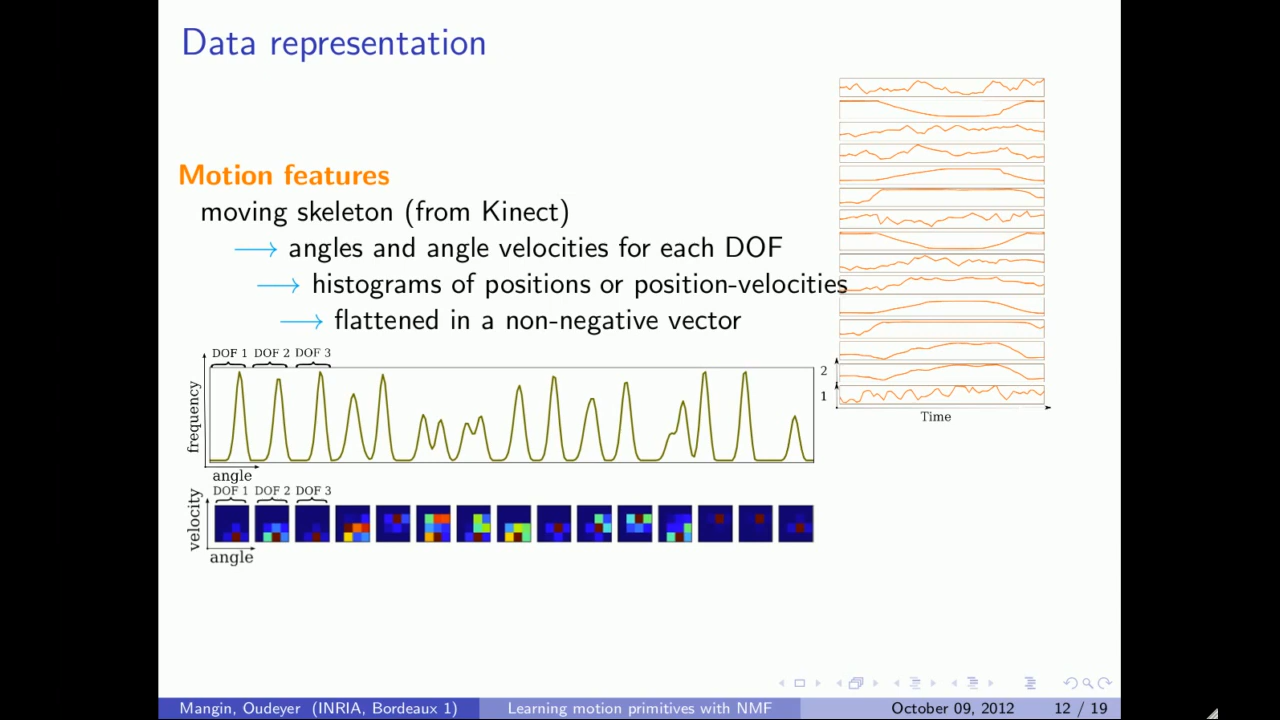 Data representation
Motion features
moving skeleton (from Kinect)
⟶ angles and angle velocities for each DOF
⟶ histograms of positions or position-velocities
⟶ flattened in a non-negative vector
DOF 1 DOF 2 DOF 3
frequency
angle
2
1
Time
DOF 1 DOF 2 DOF 3
velocity
angle
Mangin, Oudeyer (INRIA, Bordeaux 1) Learning motion primitives with NMF October 09, 2012 12 / 19